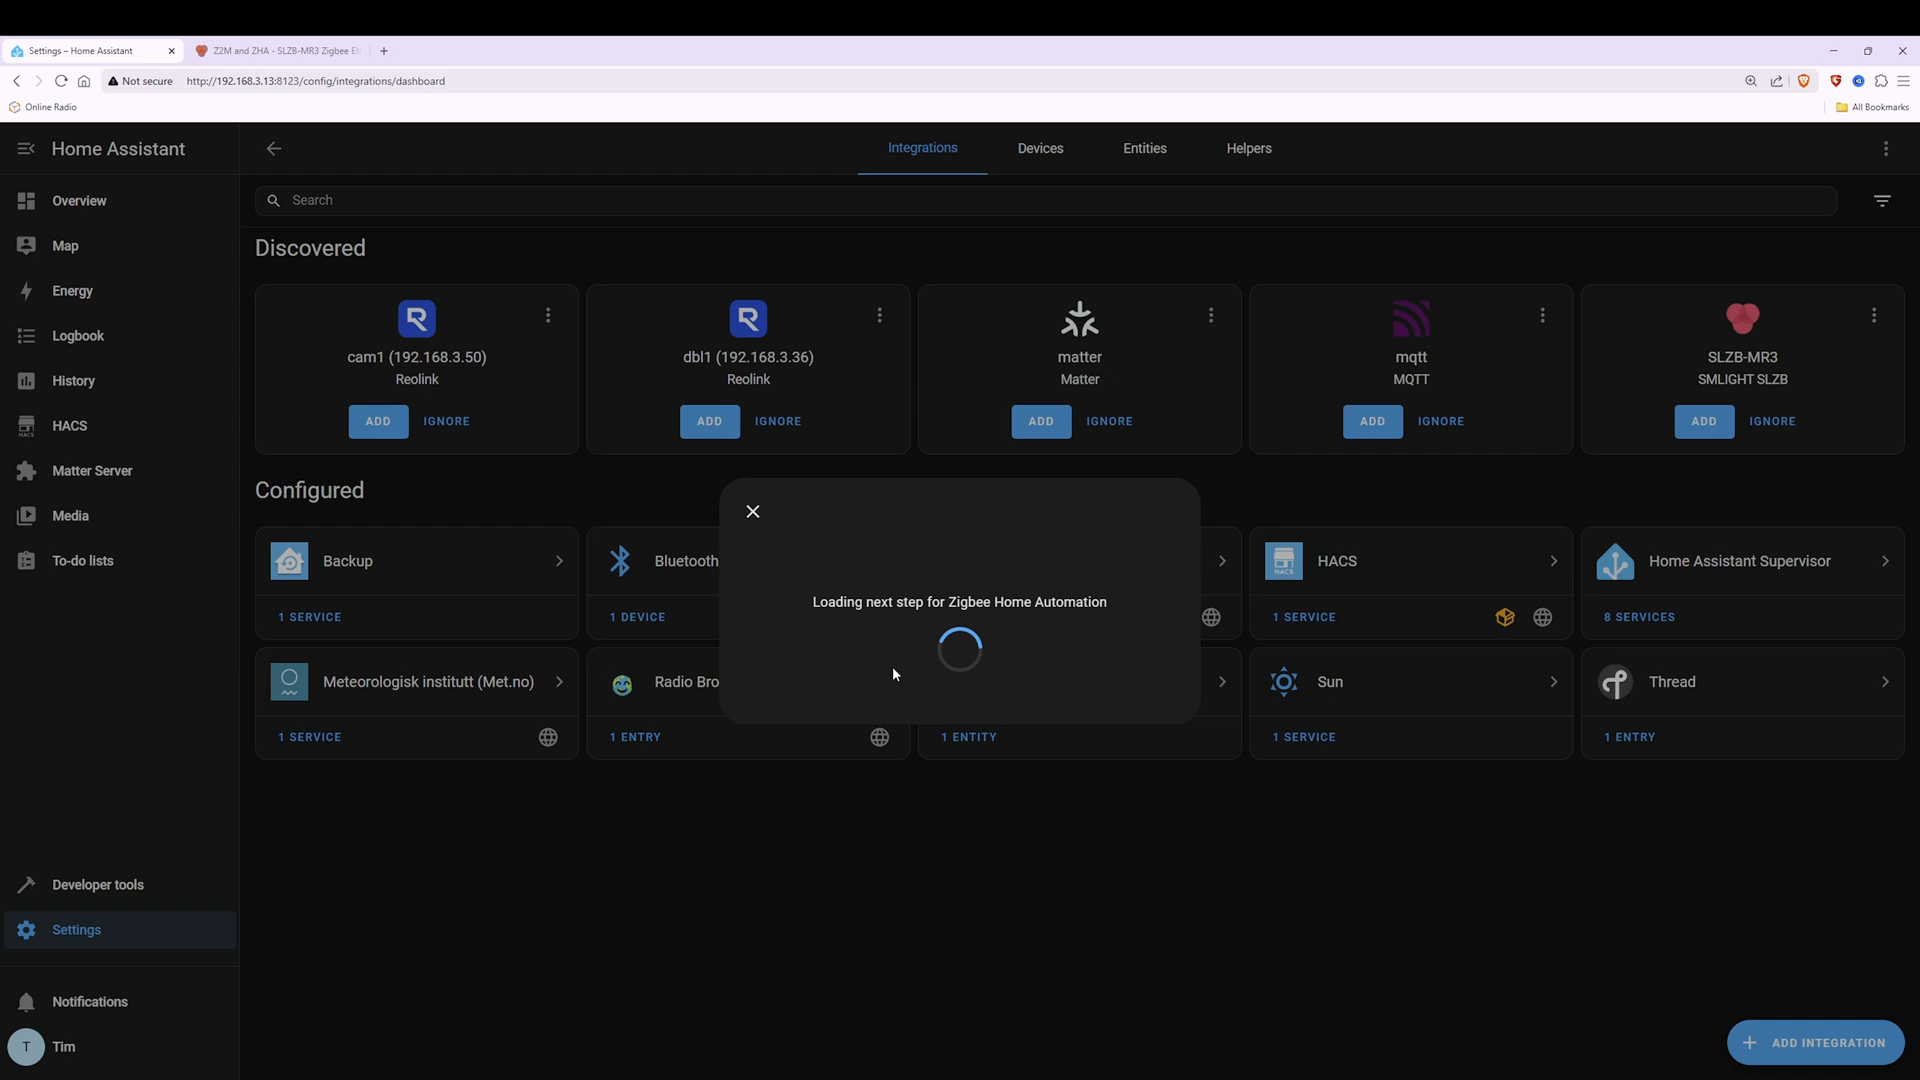 Settings – Home Assistant
Z2M and ZHA - SLZB-MR3 Zigbee Et
Not secure
http://192.168.3.13:8123/config/integrations/dashboard
Online Radio
All Bookmarks
Home Assistant
Integrations
Devices
Entities
Helpers
Overview
Map
Energy
Logbook
History
HACS
Matter Server
Media
To-do lists
Developer tools
Settings
Notifications
T
Tim
Search
Discovered
cam1 (192.168.3.50)
Reolink
ADD
IGNORE
dbl1 (192.168.3.36)
Reolink
ADD
IGNORE
matter
Matter
ADD
IGNORE
mqtt
MQTT
ADD
IGNORE
SLZB-MR3
SMLIGHT SLZB
ADD
IGNORE
Configured
Backup
1 SERVICE
Bluetooth
1 DEVICE
HACS
HACS
1 SERVICE
Home Assistant Supervisor
8 SERVICES
Loading next step for Zigbee Home Automation
Meteorologisk institutt (Met.no)
1 SERVICE
Radio Bro
1 ENTRY
1 ENTITY
Sun
1 SERVICE
Thread
1 ENTRY
ADD INTEGRATION